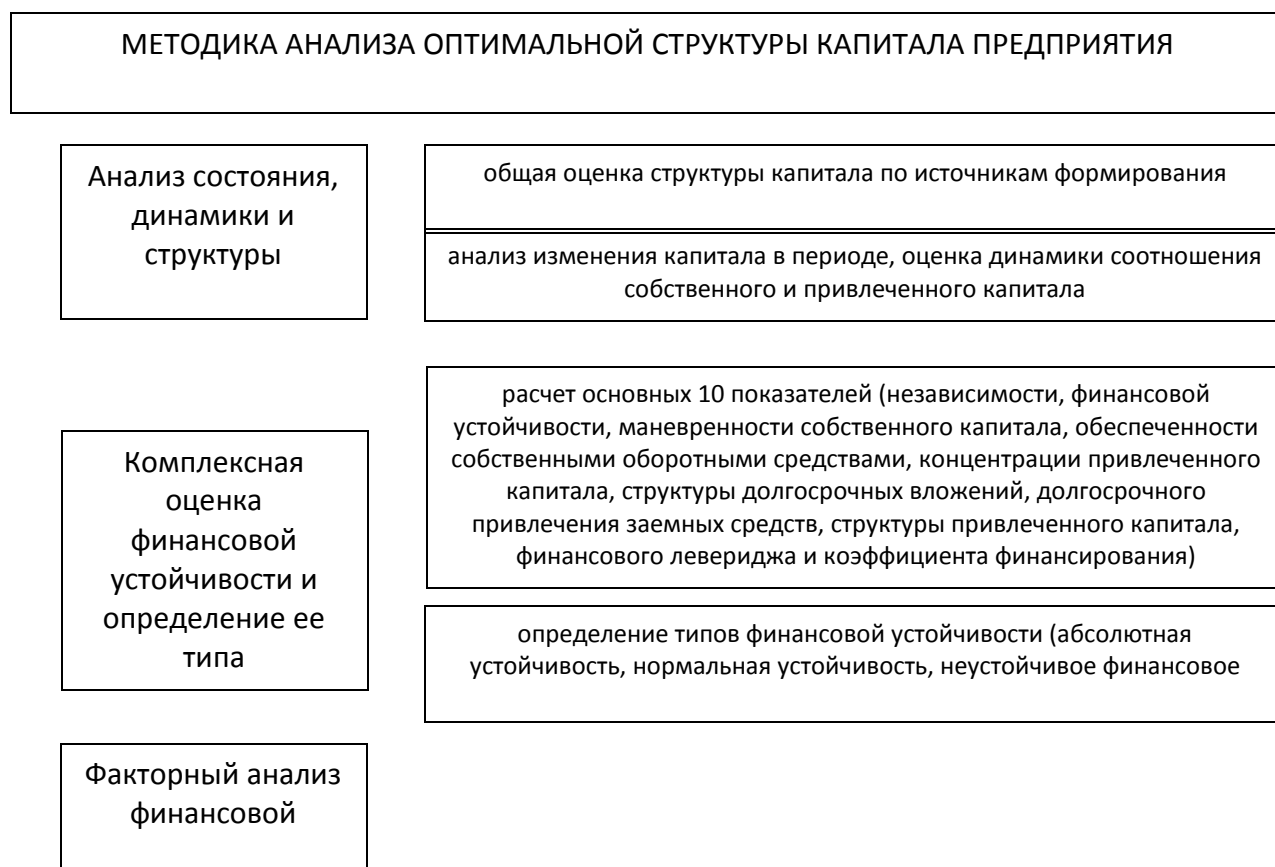 МЕТОДИКА АНАЛИЗА ОПТИМАЛЬНОЙ СТРУКТУРЫ КАПИТАЛА ПРЕДПРИЯТИЯ
Анализ состояния,
динамики и
структуры
общая оценка структуры капитала по источникам формирования
анализ изменения капитала в периоде, оценка динамики соотношения
собственного и привлеченного капитала
Комплексная
оценка
финансовой
устойчивости и
определение ее
типа
расчет основных 10 показателей (независимости, финансовой
устойчивости, маневренности собственного капитала, обеспеченности
собственными оборотными средствами, концентрации привлеченного
капитала, структуры долгосрочных вложений, долгосрочного
привлечения заемных средств, структуры привлеченного капитала,
финансового левериджа и коэффициента финансирования)
определение типов финансовой устойчивости (абсолютная
устойчивость, нормальная устойчивость, неустойчивое финансовое
Факторный анализ
финансовой